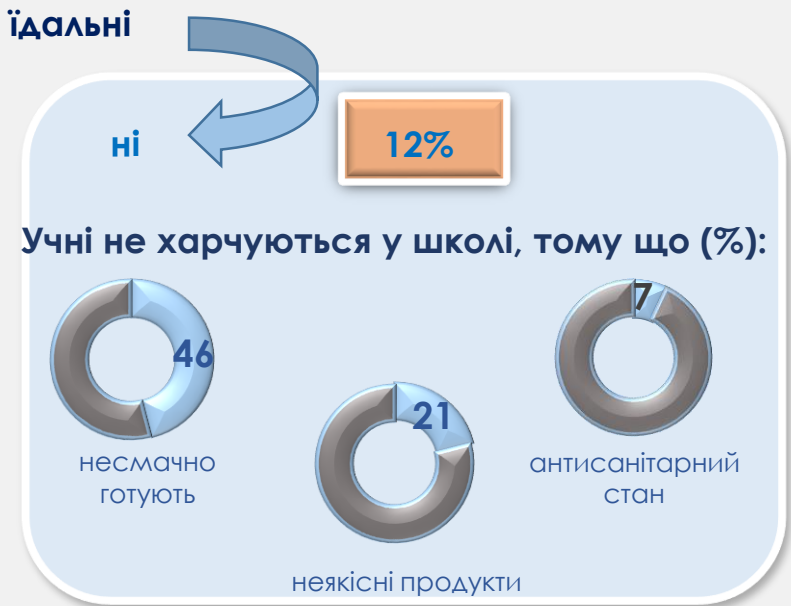 їдальні
ні
12%
Учні не харчуються у школі, тому що (%):
46
несмачно
готують
21
неякісні продукти
7
антисанітарний
стан